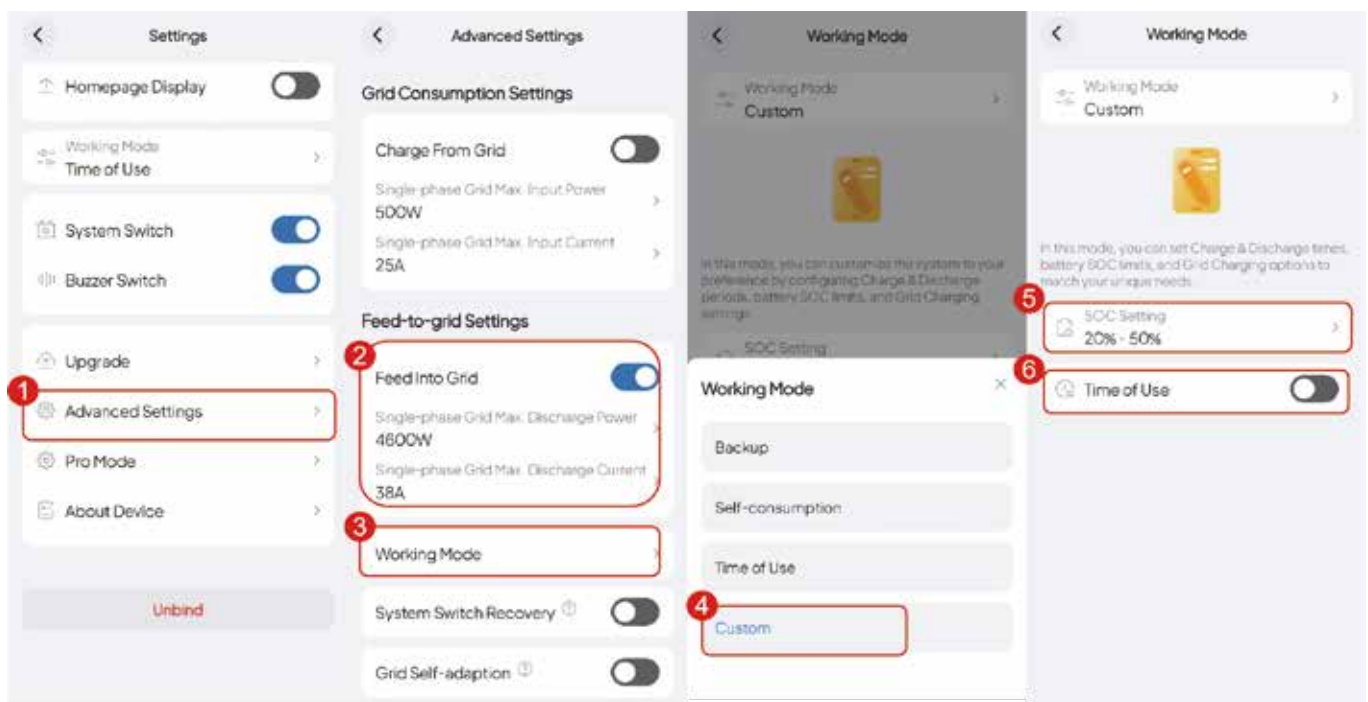 Settings
Homepage Display
Working Mode
Time of Use
System Switch
Buzzer Switch
Upgrade
1
Advanced Settings
Pro Mode
About Device
Unbind
Advanced Settings
Grid Consumption Settings
Charge From Grid
Single-phase Grid Max. Input Power
500W
Single-phase Grid Max. Input Current
25A
Feed-to-grid Settings
2
Feed Into Grid
Single-phase Grid Max. Discharge Power
4600W
Single-phase Grid Max. Discharge Current
38A
3
Working Mode
System Switch Recovery
Grid Self-adaption
Working Mode
Working Mode
Custom
In this mode, you can customize the system to your
preference by configuring Charge & Discharge
periods, battery SOC limits, and Grid Charging
settings.
SOC Setting
Working Mode
Backup
Self-consumption
Time of Use
4
Custom
Working Mode
Working Mode
Custom
In this mode, you can set Charge & Discharge times,
battery SOC limits, and Grid Charging options to
match your unique needs.
5
SOC Setting
20% - 50%
6
Time of Use